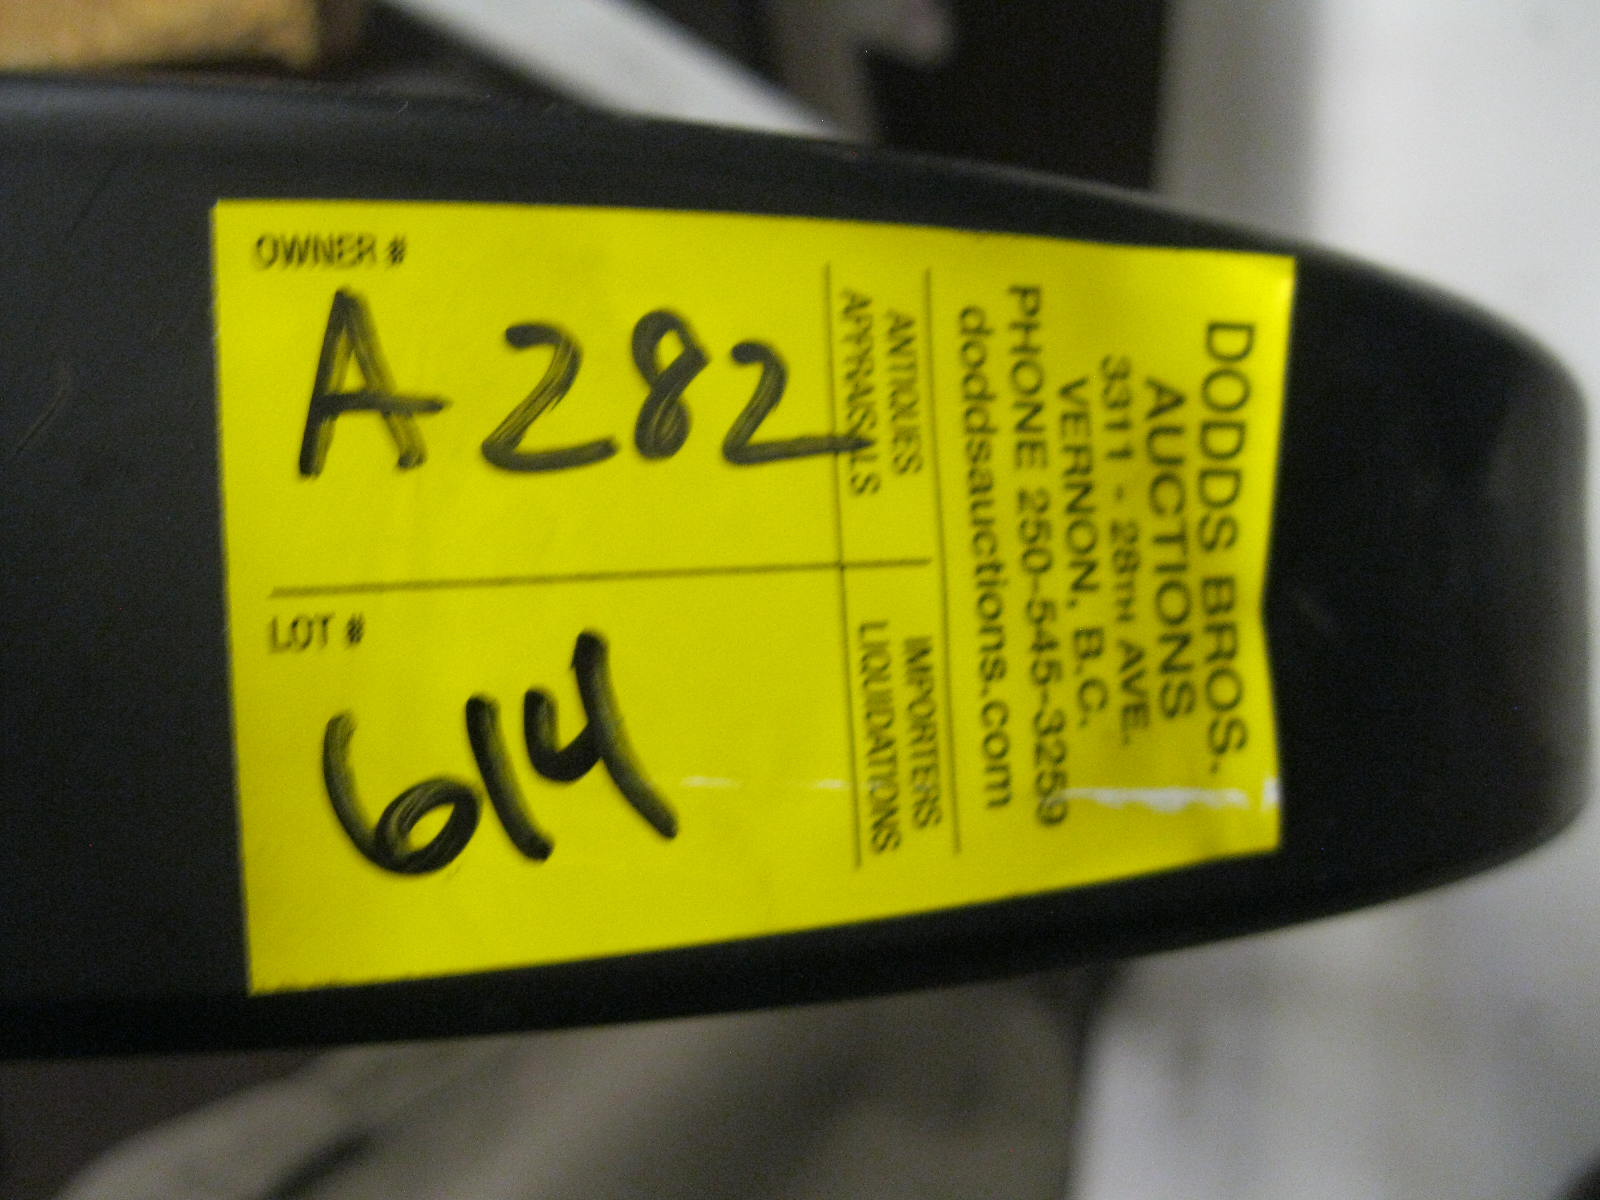 OWNER #
A 282
LOT #
614
DODDS BROS.
AUCTIONS
3311 - 28TH AVE.
VERNON, B.C.
PHONE 250-545-3259
doddsauctions.com
ANTIQUES
APPRAISALS
IMPORTERS
LIQUIDATIONS